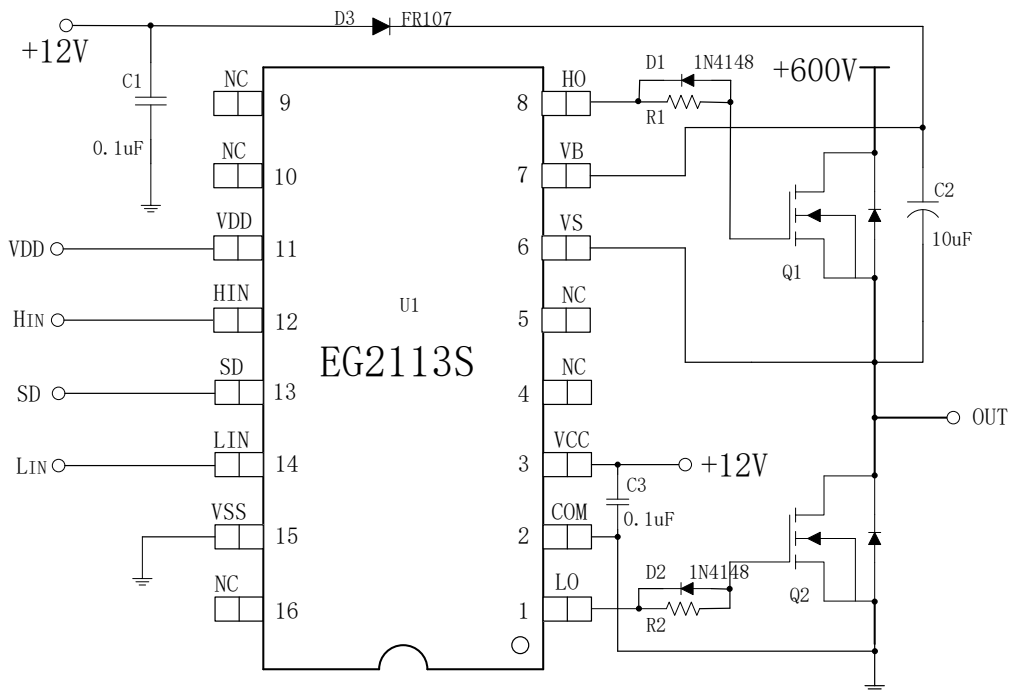 D3 FR107
+12V
C1
0.1uF
NC
9
8
HO
D1 1N4148
R1
+600V
NC
10
7
VB
C2
10uF
VDD
VDD
11
6
VS
Q1
HIN
HIN
12
U1
5
NC
EG2113S
SD
SD
13
4
NC
OUT
LIN
LIN
14
3
VCC
+12V
C3
0.1uF
VSS
15
2
COM
D2 1N4148
R2
Q2
NC
16
1
LO